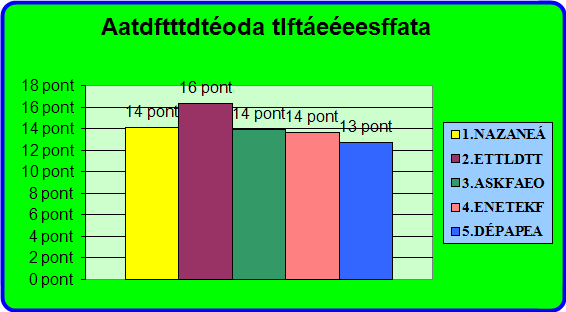 Aatdftttdtéoda tlftáeéeesffata
18 pont
16 pont
14 pont
12 pont
10 pont
8 pont
6 pont
4 pont
2 pont
0 pont
14 pont
16 pont
14 pont
14 pont
13 pont
1.NAZANEÁ
2.ETTLDTT
3.ASKFAEO
4.ENETEKF
5.DÉPAPEA